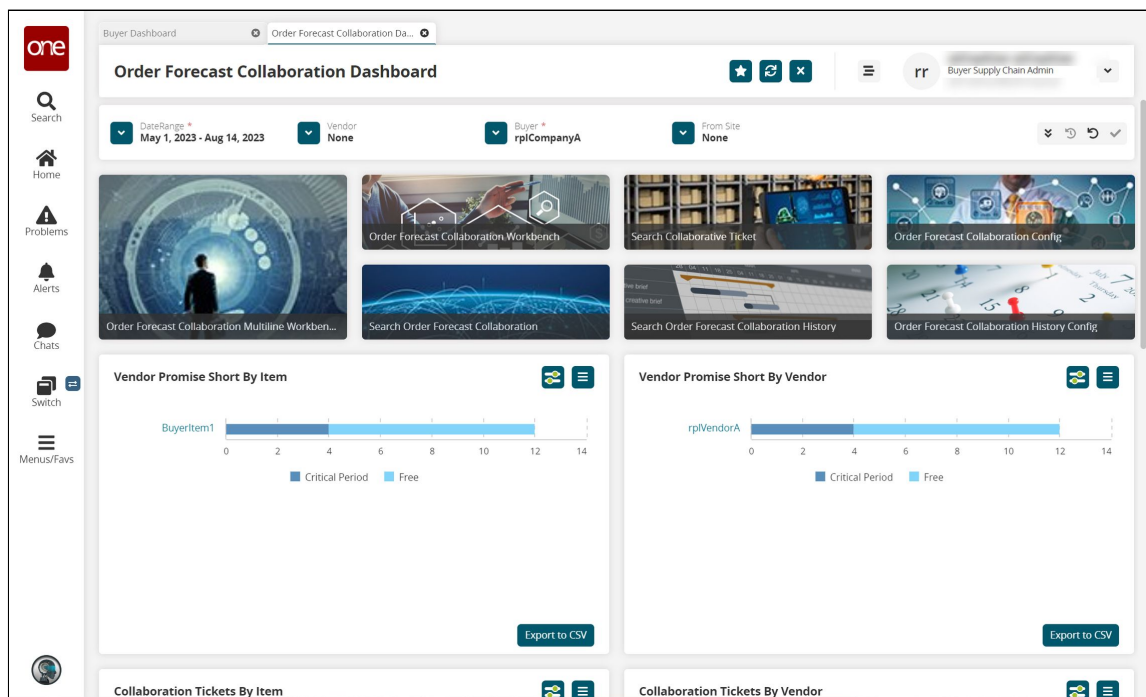 one
Buyer Dashboard
Order Forecast Collaboration Da...
Order Forecast Collaboration Dashboard
rr
Buyer Supply Chain Admin
Search
Home
Problems
Alerts
Chats
Switch
Menus/Favs
DateRange *
May 1, 2023 - Aug 14, 2023
Vendor
None
Buyer *
rplCompanyA
From Site
None
Order Forecast Collaboration Multiline Workben...
Order Forecast Collaboration Workbench
Search Collaborative Ticket
Order Forecast Collaboration Config
Search Order Forecast Collaboration
Search Order Forecast Collaboration History
Order Forecast Collaboration History Config
Vendor Promise Short By Item
BuyerItem1
0 2 4 6 8 10 12 14
Critical Period Free
Export to CSV
Vendor Promise Short By Vendor
rplVendorA
0 2 4 6 8 10 12 14
Critical Period Free
Export to CSV
Collaboration Tickets By Item
Collaboration Tickets By Vendor